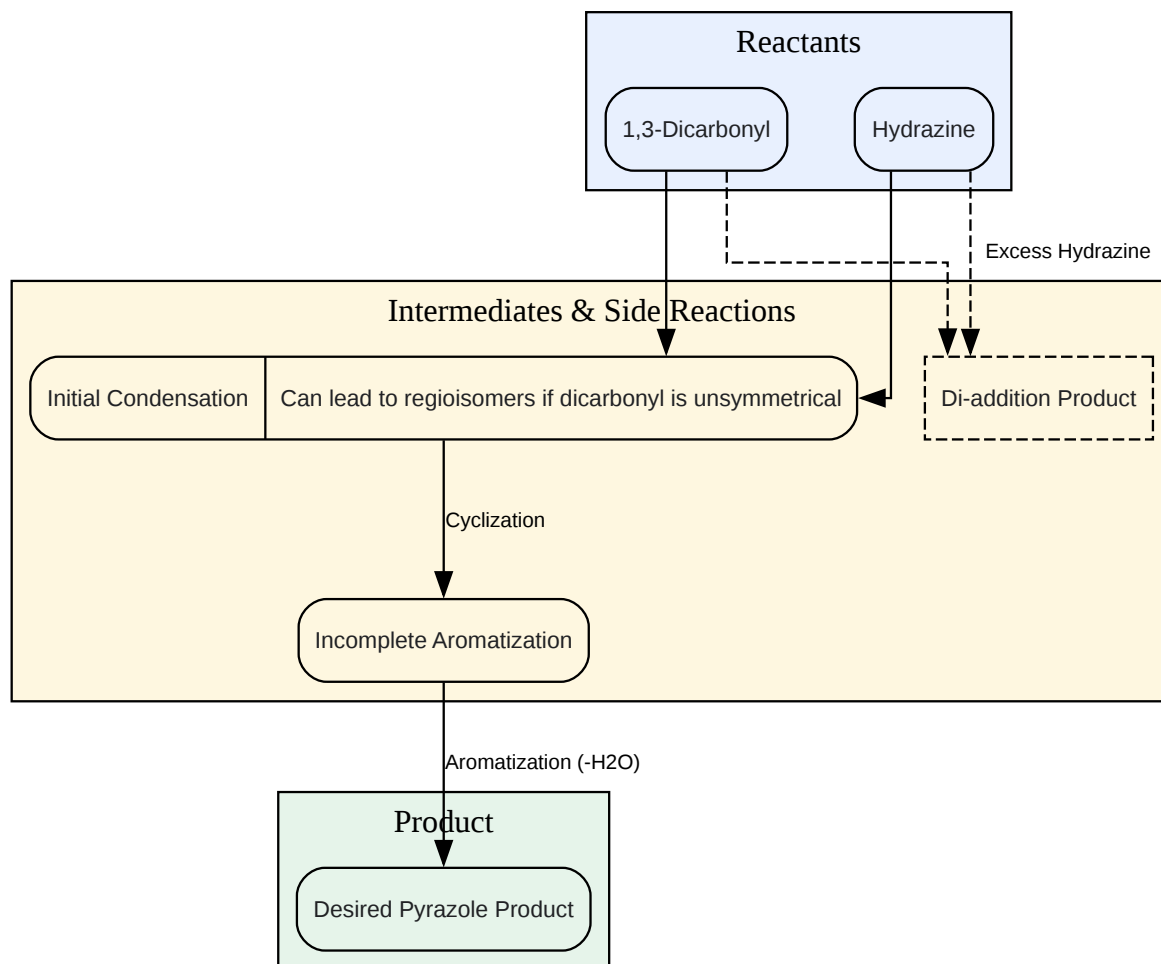 Reactants
1,3-Dicarbonyl
Hydrazine
Excess Hydrazine
Intermediates & Side Reactions
Initial Condensation
Can lead to regioisomers if dicarbonyl is unsymmetrical
Di-addition Product
Cyclization
Incomplete Aromatization
Aromatization (-H2O)
Product
Desired Pyrazole Product